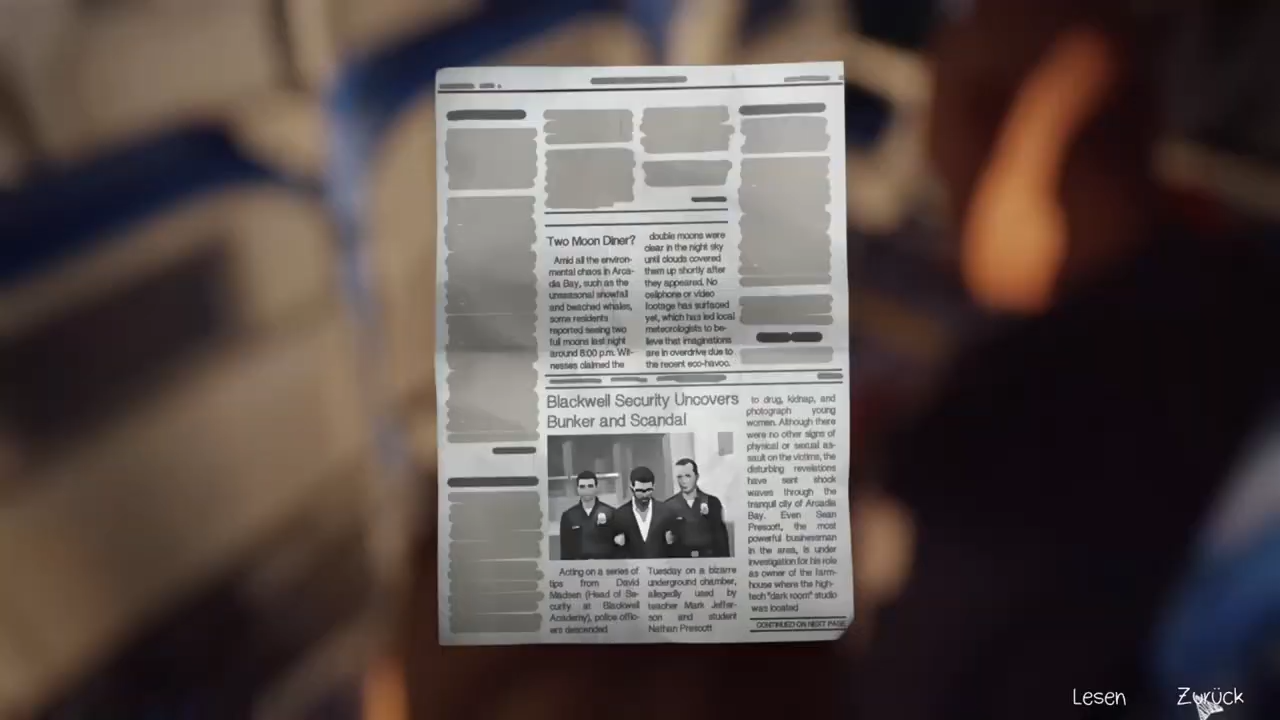 Two Moon Diner?
Amid all the environ-
mental chaos in Arca-
dia Bay, such as the
unseasonal snowfall
and beached whales,
some residents
reported seeing two
full moons last night
around 8:00 p.m. Wit-
nesses claimed the
double moons were
clear in the night sky
until clouds covered
them up shortly after
they appeared. No
cellphone or video
footage has surfaced
yet, which has led local
meteorologists to be-
lieve that imaginations
are in overdrive due to
the recent eco-havoc.
Blackwell Security Uncovers
Bunker and Scandal
Acting on a series of
tips from David
Madsen (Head of Se-
curity at Blackwell
Academy), police offic-
ers descended
Tuesday on a bizarre
underground chamber,
allegedly used by
teacher Mark Jeffer-
son and student
Nathan Prescott
to drug, kidnap, and
photograph young
women. Although there
were no other signs of
physical or sexual as-
sault on the victims, the
disturbing revelations
have sent shock
waves through the
tranquil city of Arcadia
Bay. Even Sean
Prescott, the most
powerful businessman
in the area, is under
investigation for his role
as owner of the farm-
house where the high-
tech "dark room" studio
was located
CONTINUED ON NEXT PAGE
Lesen
Zurück